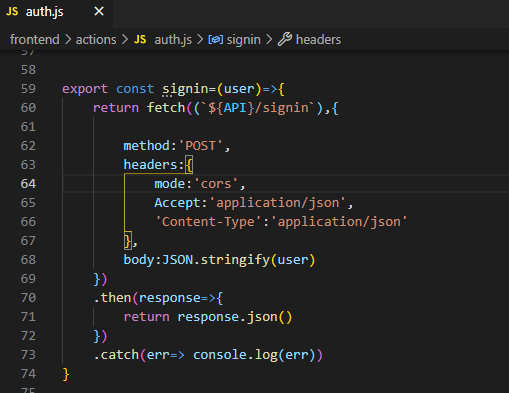 JS auth.js ×
frontend > actions > JS auth.js > signin > headers
57
58
59 export const signin=(user)=>{
60 return fetch((`${API}/signin`),{
61
62 method:'POST',
63 headers:{
64 mode:'cors',
65 Accept:'application/json',
66 'Content-Type':'application/json'
67 },
68 body:JSON.stringify(user)
69 })
70 .then(response=>{
71 return response.json()
72 })
73 .catch(err=> console.log(err))
74 }
75